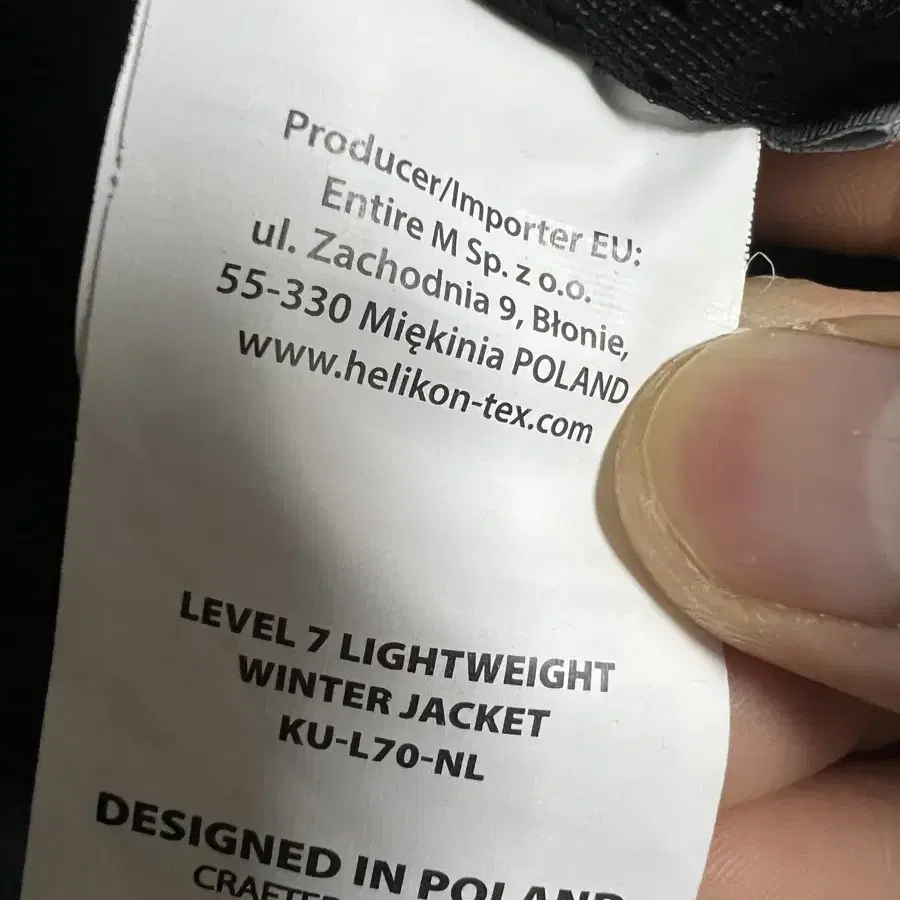 Producer/Importer EU:
Entire M Sp. z o.o.
ul. Zachodnia 9, Błonie,
55-330 Miękinia POLAND
www.helikon-tex.com
LEVEL 7 LIGHTWEIGHT
WINTER JACKET
KU-L70-NL
DESIGNED IN POLAND